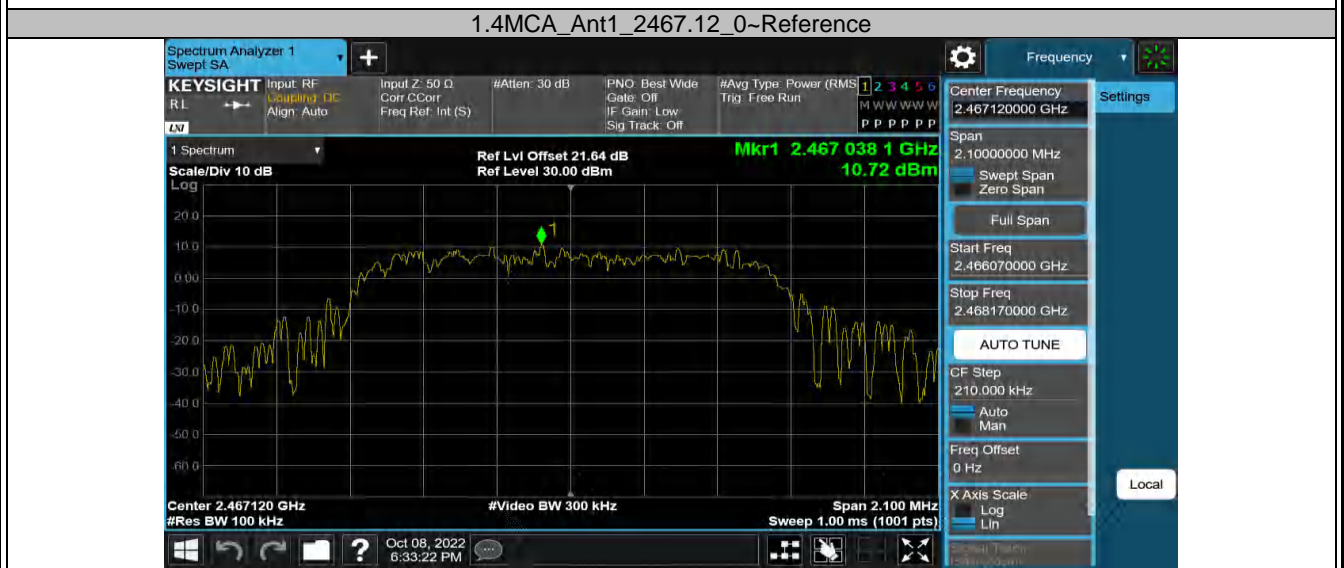 1.4MCA_Ant1_2467.12_0~Reference
Spectrum Analyzer 1
Swept SA
+
Frequency
KEYSIGHT
RL
LXI
Input: RF
Coupling: DC
Align: Auto
Input Z: 50 Ω
Corr CCorr
Freq Ref: Int (S)
#Atten: 30 dB
PNO: Best Wide
Gate: Off
IF Gain: Low
Sig Track: Off
#Avg Type: Power (RMS
Trig: Free Run
1 2 3 4 5 6
M WW WW W
P P P P P P
Center Frequency
2.467120000 GHz
Settings
Span
2.10000000 MHz
Swept Span
Zero Span
Full Span
Start Freq
2.466070000 GHz
Stop Freq
2.468170000 GHz
AUTO TUNE
CF Step
210.000 kHz
Auto
Man
Freq Offset
0 Hz
X Axis Scale
Log
Lin
Local
1 Spectrum
Scale/Div 10 dB
Log
Ref Lvl Offset 21.64 dB
Ref Level 30.00 dBm
Mkr1 2.467 038 1 GHz
10.72 dBm
1
20.0
10.0
0.00
-10.0
-20.0
-30.0
-40.0
-50.0
-60.0
Center 2.467120 GHz
#Res BW 100 kHz
#Video BW 300 kHz
Span 2.100 MHz
Sweep 1.00 ms (1001 pts)
?
Oct 08, 2022
6:33:22 PM